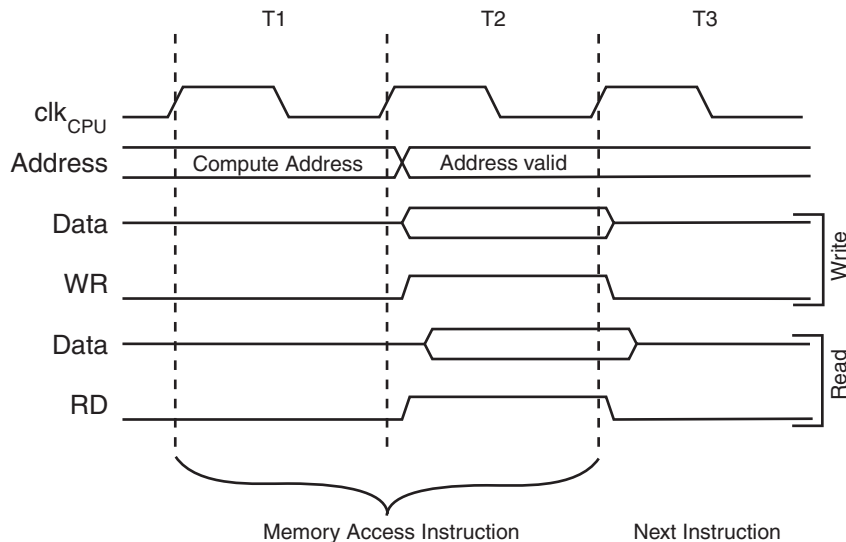 T1 T2 T3
clkCPU
Address Compute Address Address valid
Data
WR
Write
Data
RD
Read
Memory Access Instruction Next Instruction